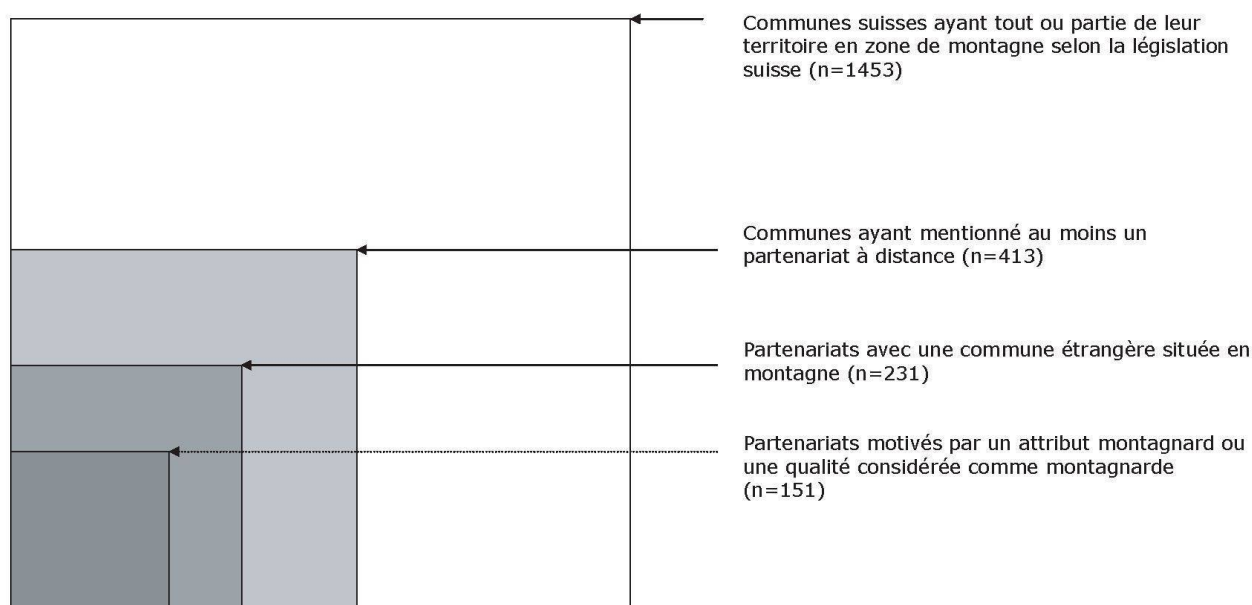 Communes suisses ayant tout ou partie de leur
territoire en zone de montagne selon la législation
suisse (n=1453)
Communes ayant mentionné au moins un
partenariat à distance (n=413)
Partenariats avec une commune étrangère située en
montagne (n=231)
Partenariats motivés par un attribut montagnard ou
une qualité considérée comme montagnarde
(n=151)